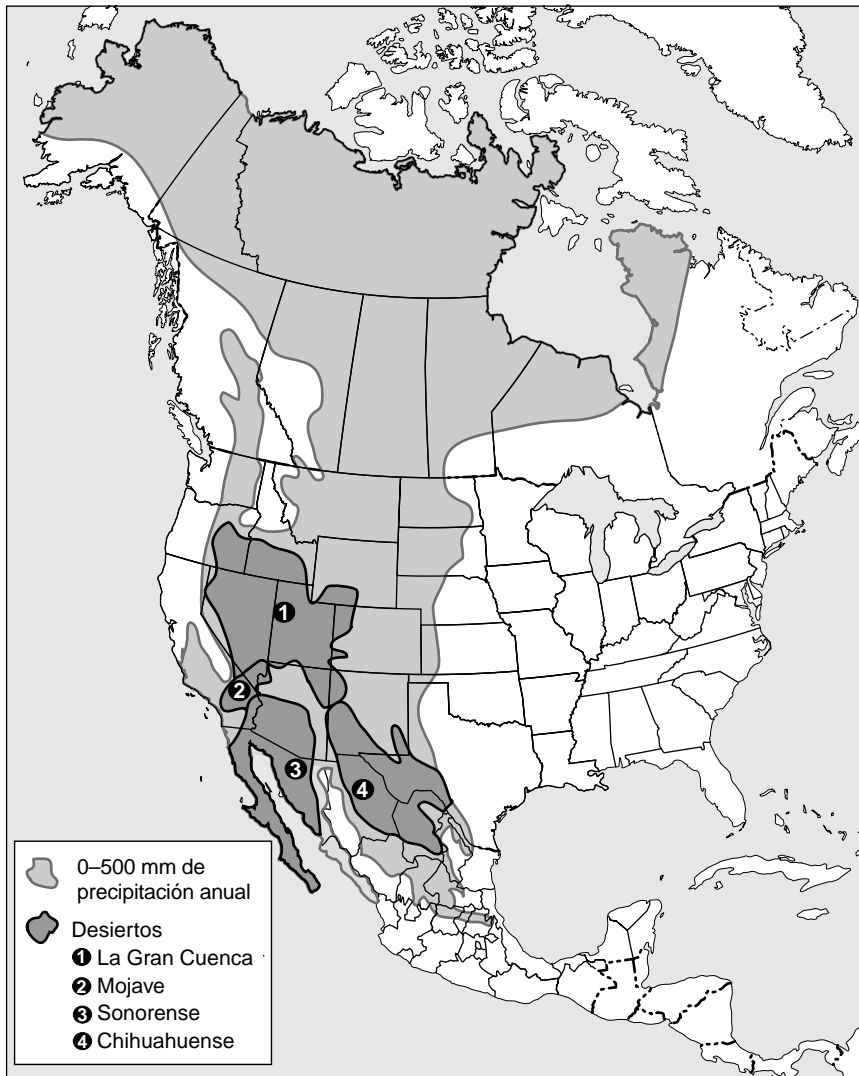 1
2
3
4
0–500 mm de
precipitación anual
Desiertos
1 La Gran Cuenca
2 Mojave
3 Sonorense
4 Chihuahuense